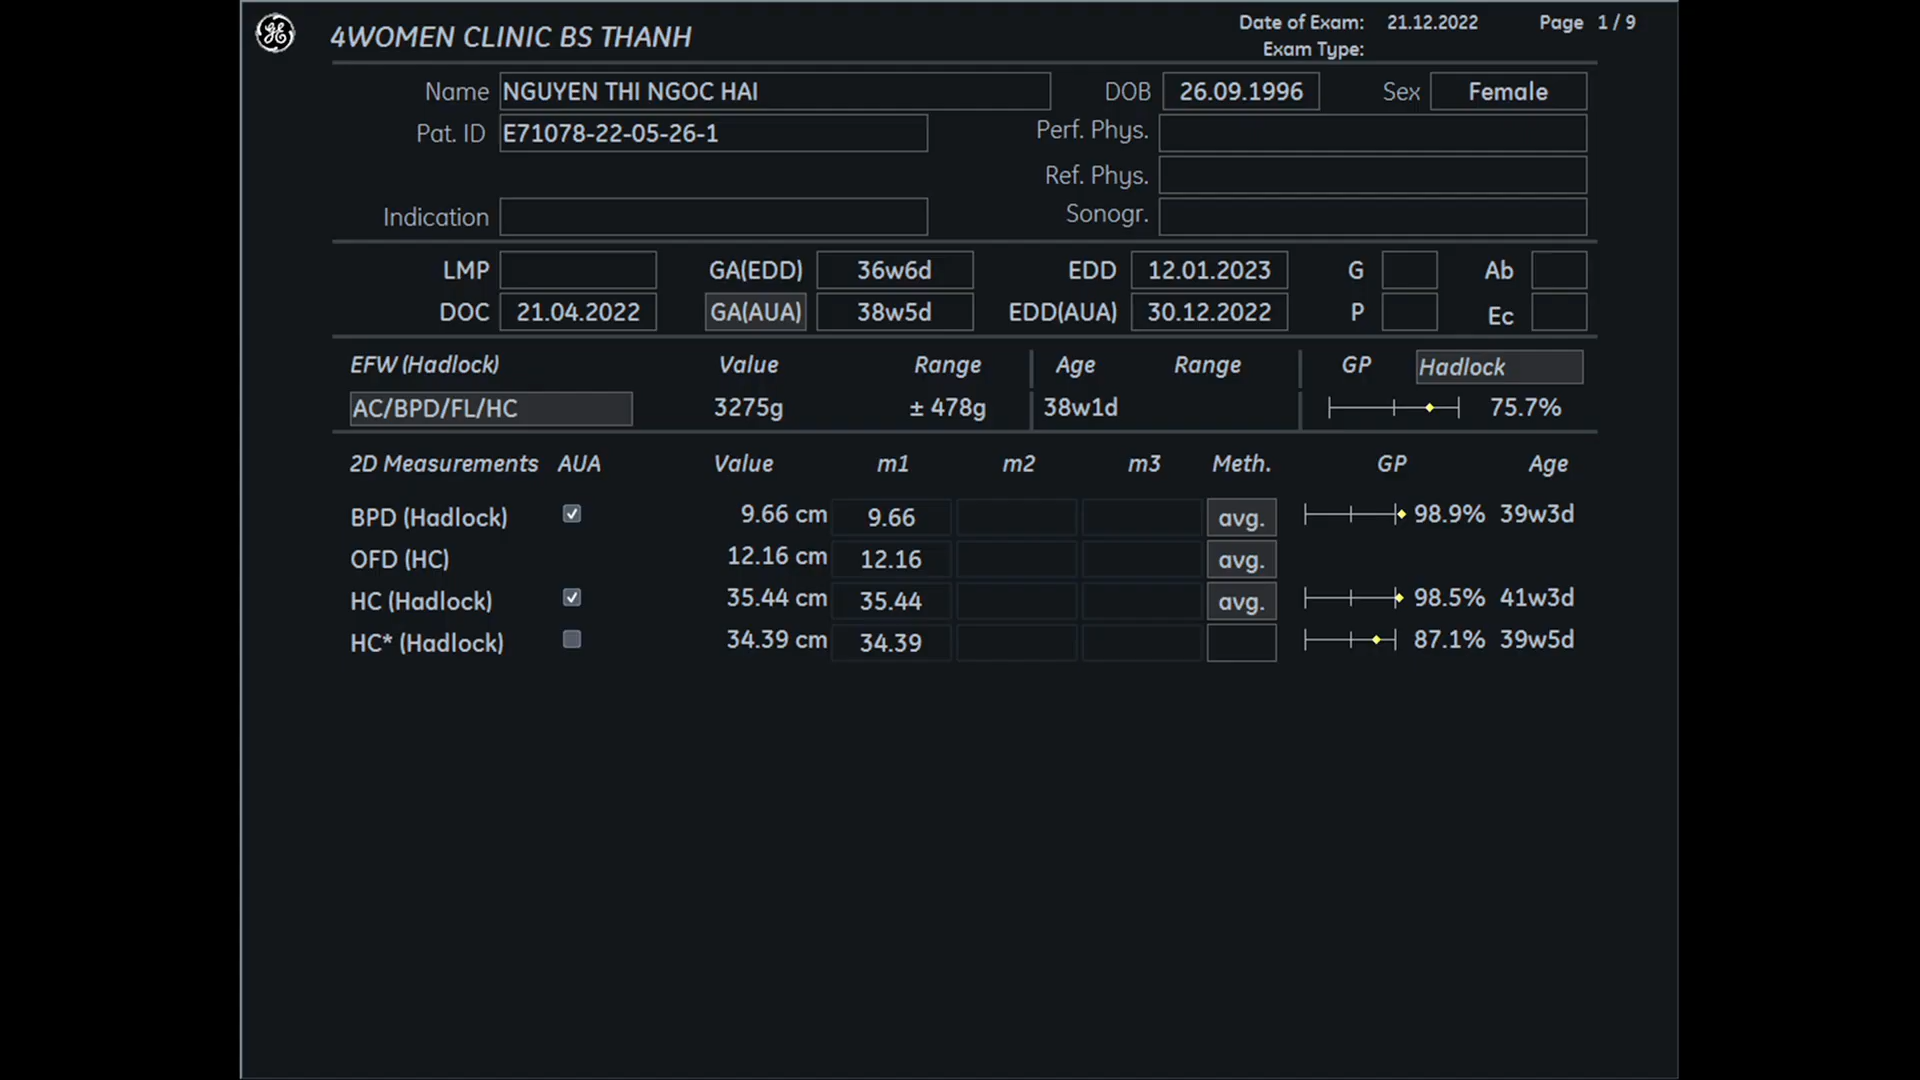 GE
4WOMEN CLINIC BS THANH
Date of Exam: 21.12.2022 Page 1 / 9
Exam Type:
Name NGUYEN THI NGOC HAI DOB 26.09.1996 Sex Female
Pat. ID E71078-22-05-26-1 Perf. Phys.
Ref. Phys.
Indication Sonogr.
LMP GA(EDD) 36w6d EDD 12.01.2023 G Ab
DOC 21.04.2022 GA(AUA) 38w5d EDD(AUA) 30.12.2022 P Ec
EFW (Hadlock) Value Range Age Range GP Hadlock
AC/BPD/FL/HC 3275g ± 478g 38w1d 75.7%
2D Measurements AUA Value m1 m2 m3 Meth. GP Age
BPD (Hadlock) 9.66 cm 9.66 avg. 98.9% 39w3d
OFD (HC) 12.16 cm 12.16 avg.
HC (Hadlock) 35.44 cm 35.44 avg. 98.5% 41w3d
HC* (Hadlock) 34.39 cm 34.39 87.1% 39w5d